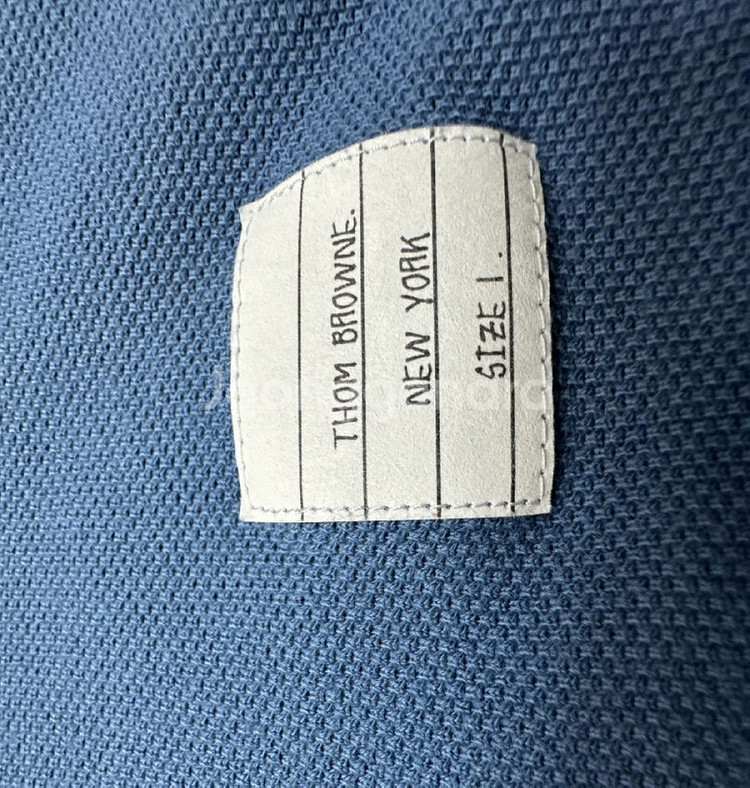 THOM BROWNE.
NEW YORK
SIZE 1.